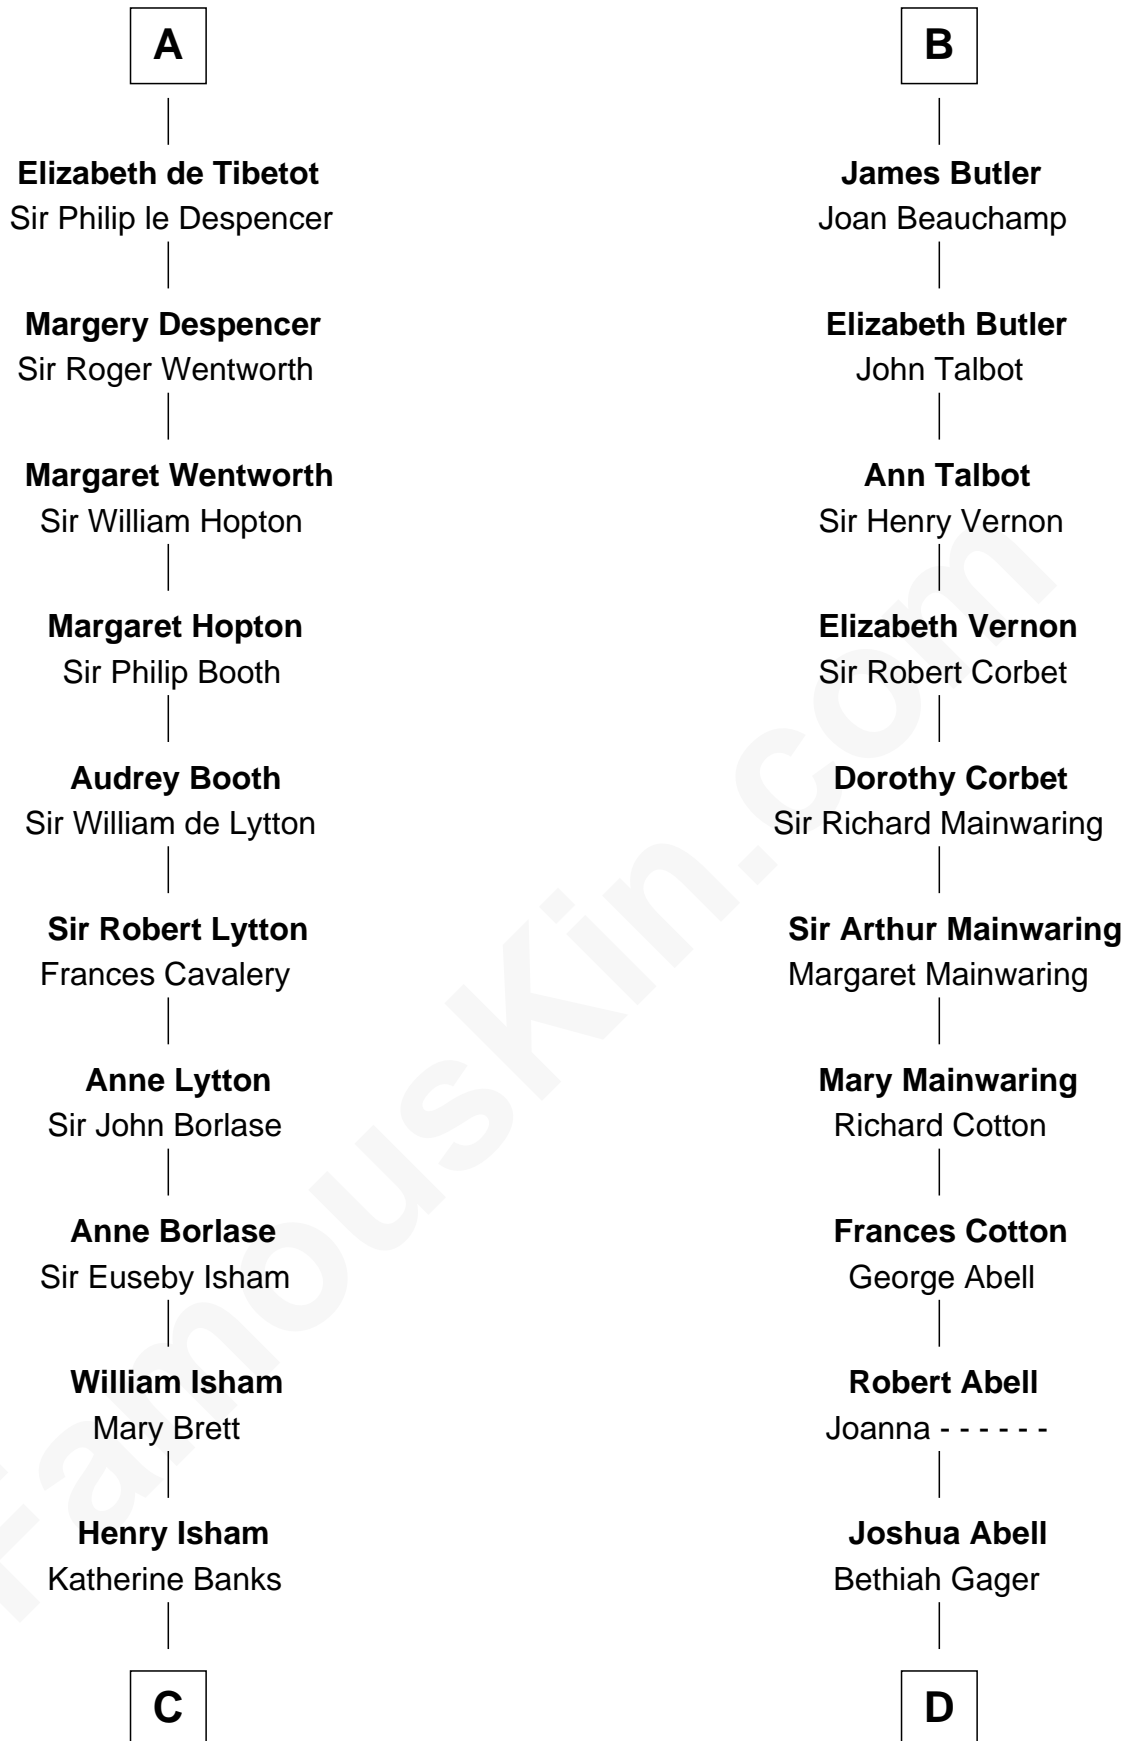 A
Elizabeth de Tibetot
Sir Philip le Despencer
Margery Despencer
Sir Roger Wentworth
Margaret Wentworth
Sir William Hopton
Margaret Hopton
Sir Philip Booth
Audrey Booth
Sir William de Lytton
Sir Robert Lytton
Frances Cavalery
Anne Lytton
Sir John Borlase
Anne Borlase
Sir Euseby Isham
William Isham
Mary Brett
Henry Isham
Katherine Banks
C
B
James Butler
Joan Beauchamp
Elizabeth Butler
John Talbot
Ann Talbot
Sir Henry Vernon
Elizabeth Vernon
Sir Robert Corbet
Dorothy Corbet
Sir Richard Mainwaring
Sir Arthur Mainwaring
Margaret Mainwaring
Mary Mainwaring
Richard Cotton
Frances Cotton
George Abell
Robert Abell
Joanna - - - - - -
Joshua Abell
Bethiah Gager
D
FamousKin.com